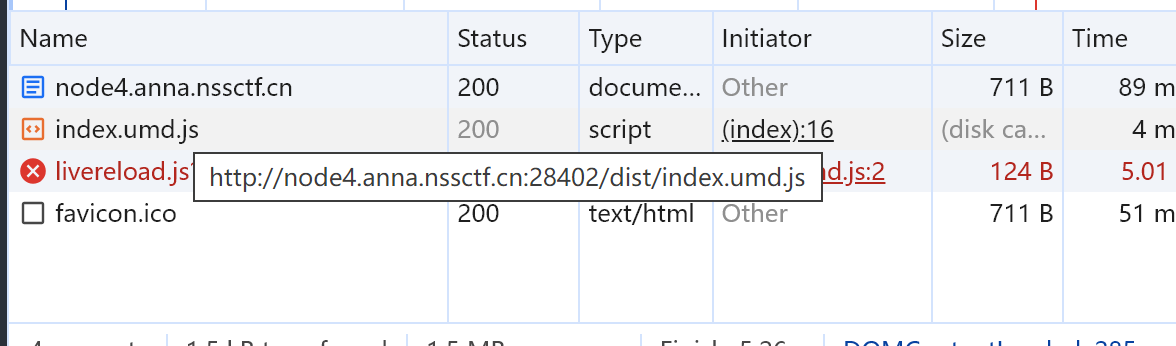 Name Status Type Initiator Size Time
node4.anna.nssctf.cn 200 docume... Other 711 B 89 m
index.umd.js 200 script (index):16 (disk ca... 4 m
livereload.js d.js:2 124 B 5.01
http://node4.anna.nssctf.cn:28402/dist/index.umd.js
favicon.ico 200 text/html Other 711 B 51 m